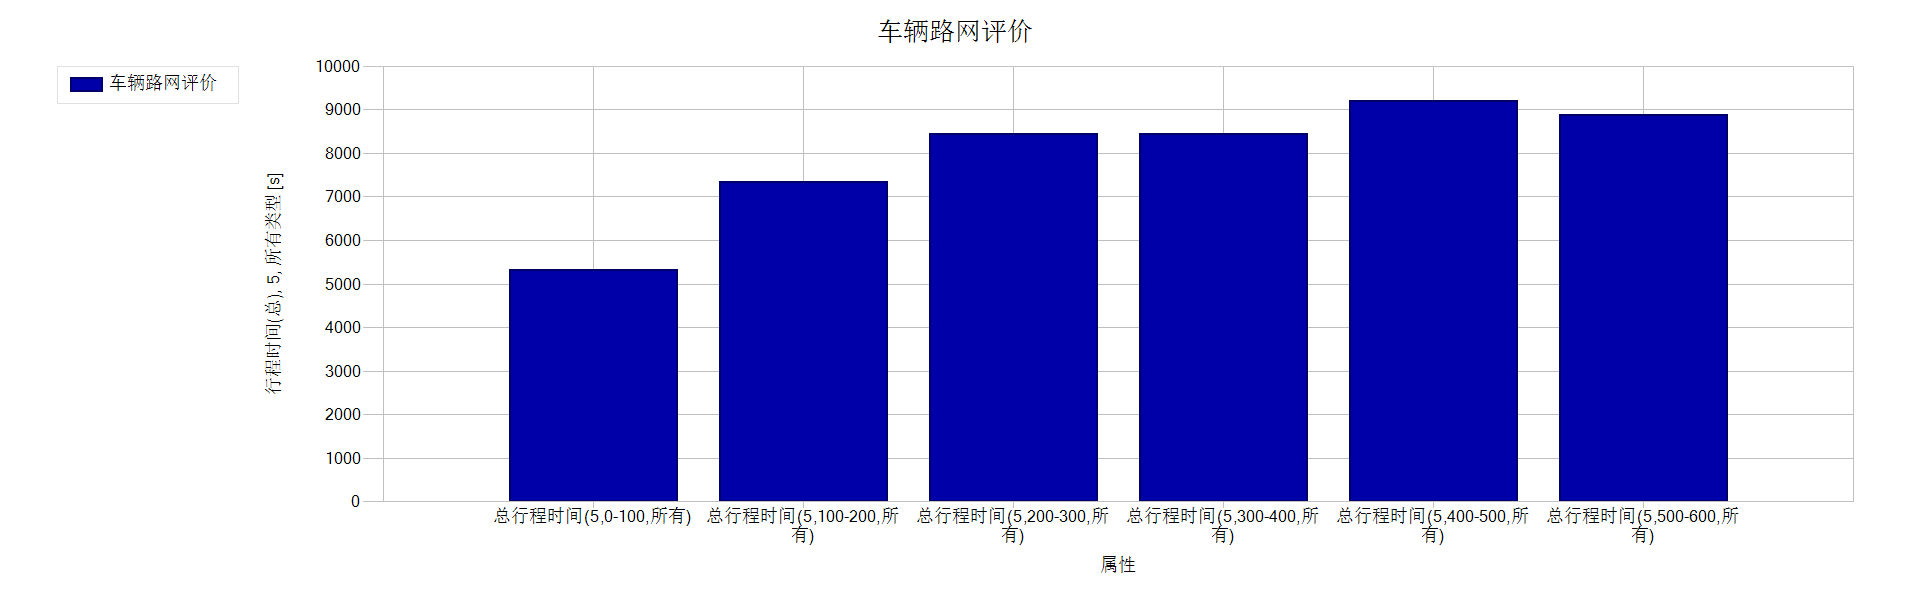 车辆路网评价
车辆路网评价
行程时间(总), 5, 所有类型 [s]
10000
9000
8000
7000
6000
5000
4000
3000
2000
1000
0
总行程时间(5,0-100,所有)
总行程时间(5,100-200,所
有)
总行程时间(5,200-300,所
有)
总行程时间(5,300-400,所
有)
总行程时间(5,400-500,所
有)
总行程时间(5,500-600,所
有)
属性